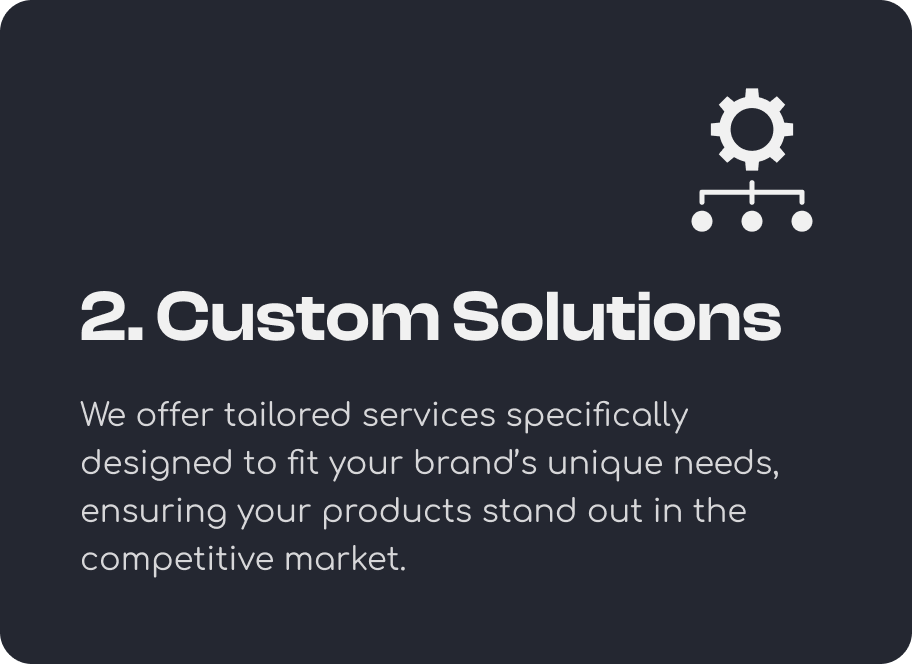 2. Custom Solutions
We offer tailored services specifically
designed to fit your brand’s unique needs,
ensuring your products stand out in the
competitive market.